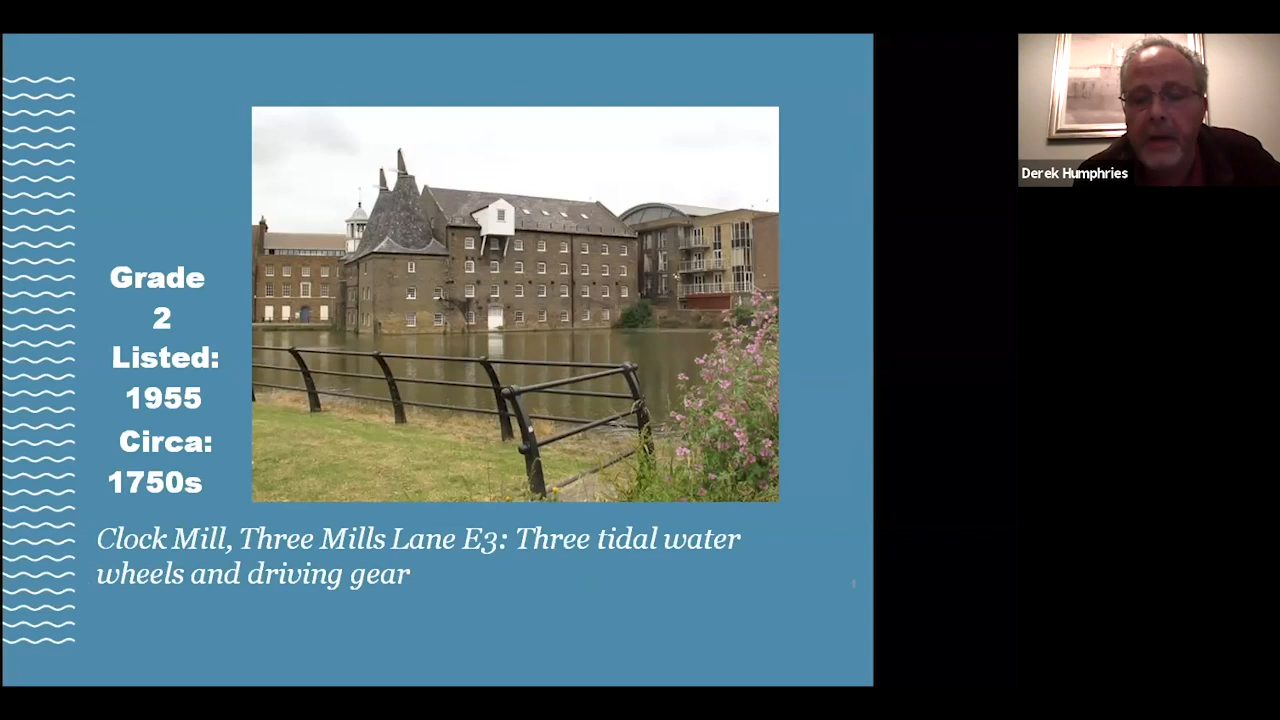 Grade
2
Listed:
1955
Circa:
1750s
Clock Mill, Three Mills Lane E3: Three tidal water
wheels and driving gear
1
Derek Humphries